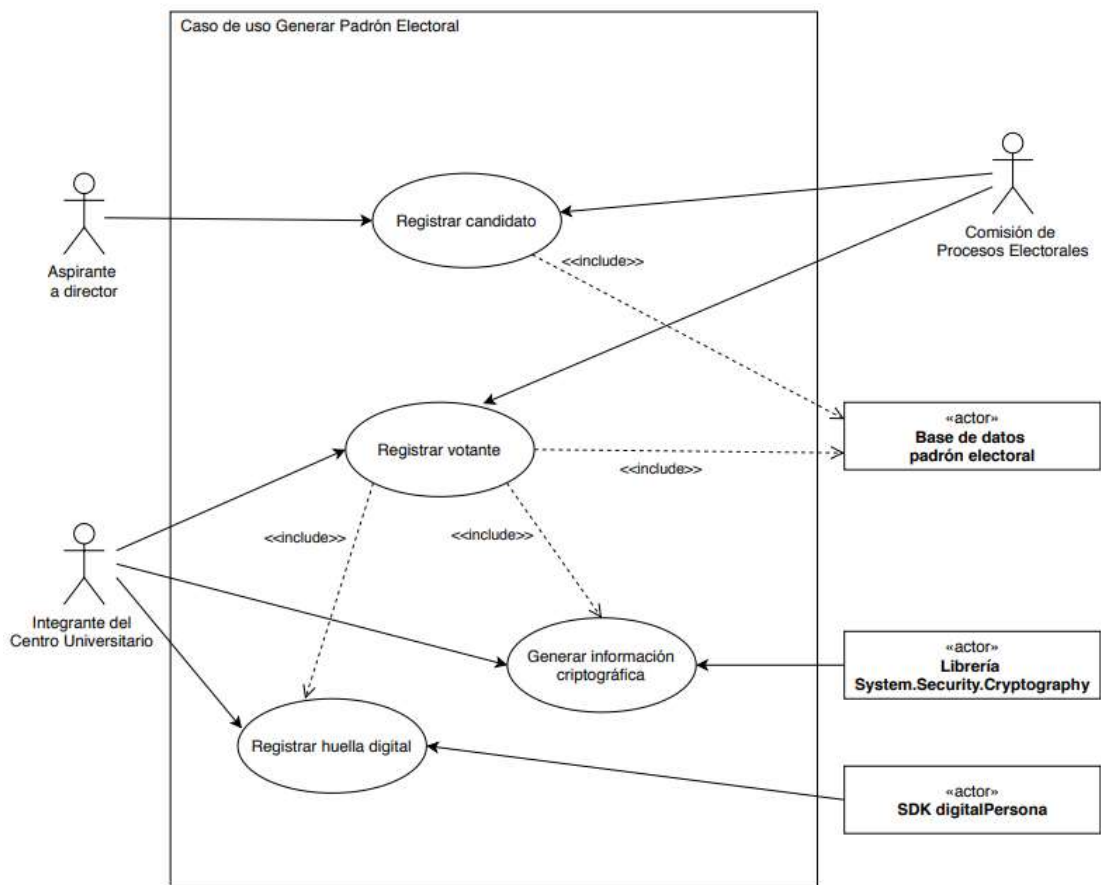 Caso de uso Generar Padrón Electoral
Registrar candidato
Aspirante
a director
Comisión de
Procesos Electorales
<<include>>
«actor»
Base de datos
padrón electoral
Registrar votante
<<include>>
<<include>>
<<include>>
Integrante del
Centro Universitario
Generar información
criptográfica
«actor»
Librería
System.Security.Cryptography
Registrar huella digital
«actor»
SDK digitalPersona